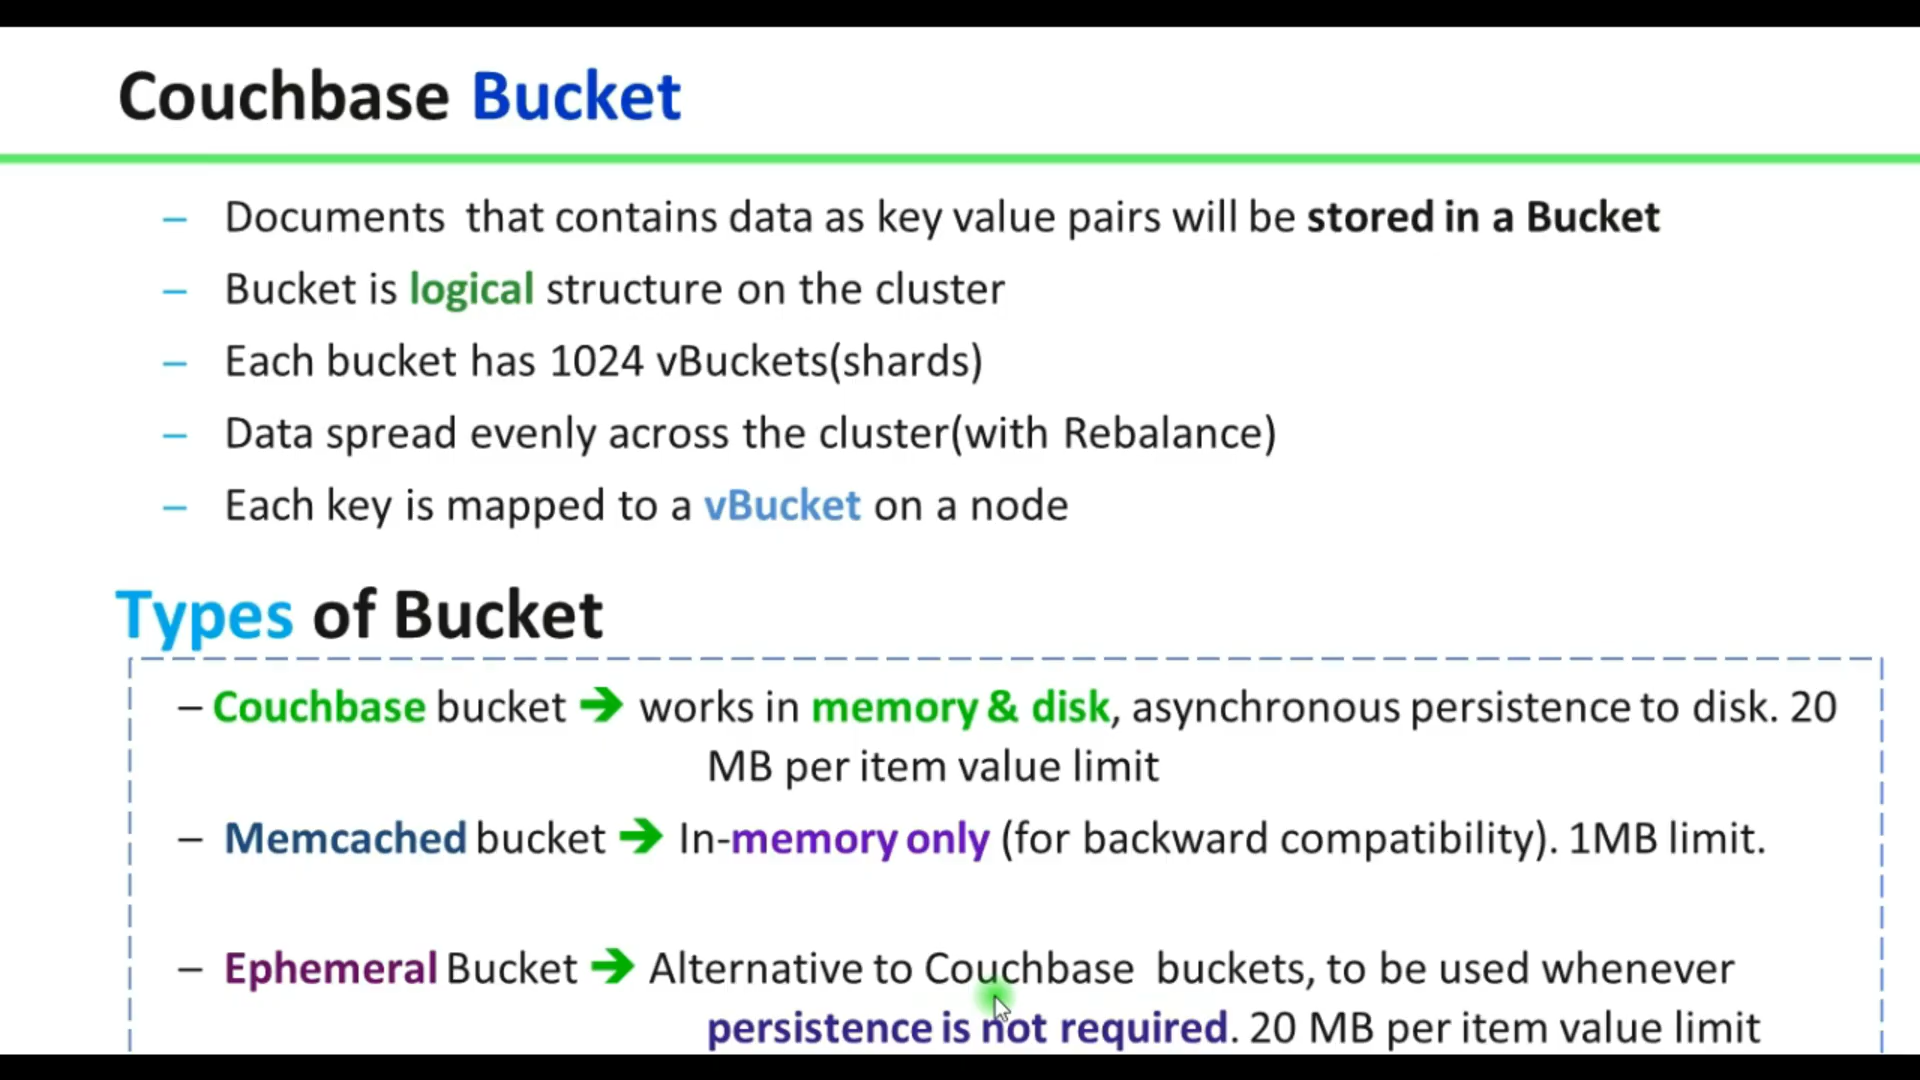 Couchbase Bucket
– Documents that contains data as key value pairs will be stored in a Bucket
– Bucket is logical structure on the cluster
– Each bucket has 1024 vBuckets(shards)
– Data spread evenly across the cluster(with Rebalance)
– Each key is mapped to a vBucket on a node
Types of Bucket
– Couchbase bucket ➔ works in memory & disk, asynchronous persistence to disk. 20
MB per item value limit
– Memcached bucket ➔ In-memory only (for backward compatibility). 1MB limit.
– Ephemeral Bucket ➔ Alternative to Couchbase buckets, to be used whenever
persistence is not required. 20 MB per item value limit